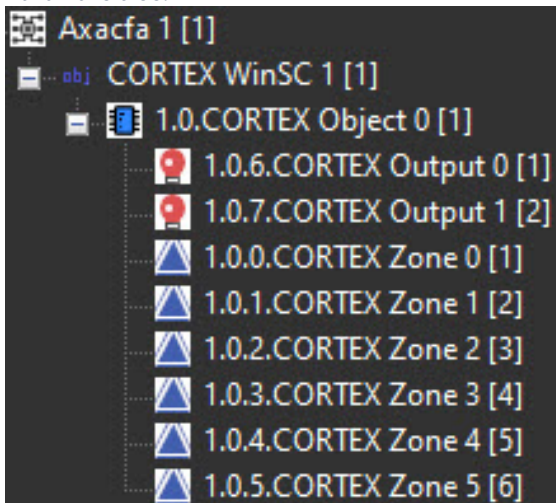 Axacfa 1 [1]
obj CORTEX WinSC 1 [1]
1.0.CORTEX Object 0 [1]
1.0.6.CORTEX Output 0 [1]
1.0.7.CORTEX Output 1 [2]
1.0.0.CORTEX Zone 0 [1]
1.0.1.CORTEX Zone 1 [2]
1.0.2.CORTEX Zone 2 [3]
1.0.3.CORTEX Zone 3 [4]
1.0.4.CORTEX Zone 4 [5]
1.0.5.CORTEX Zone 5 [6]